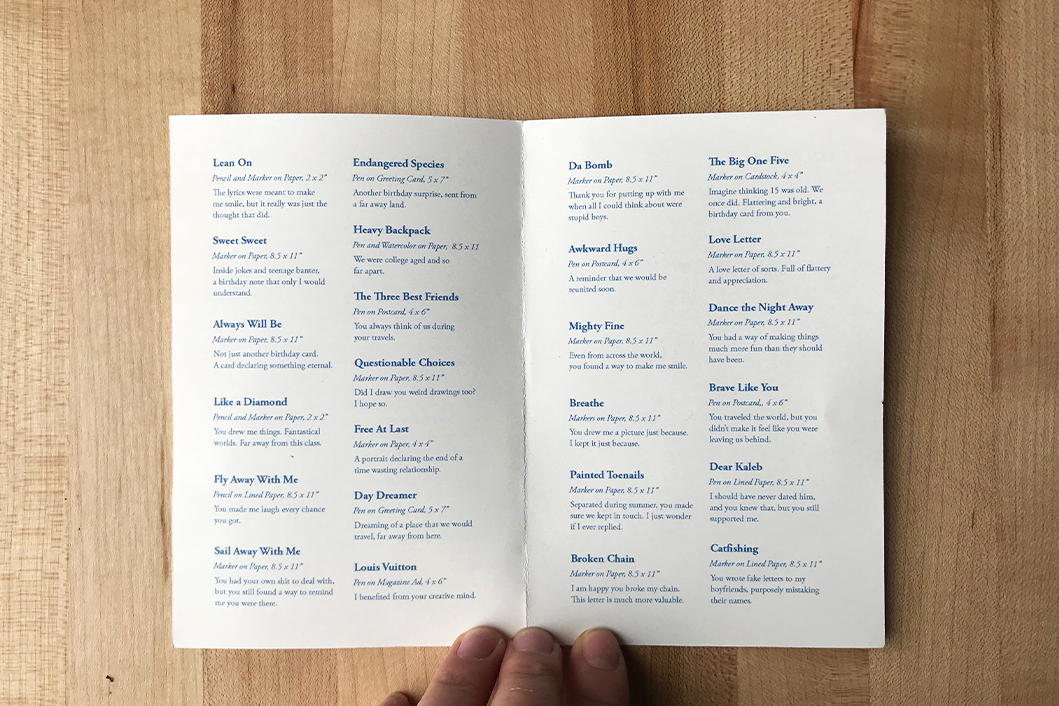 Lean On
Pencil and Marker on Paper, 2 x 2"
The lyrics were meant to make
me smile, but it really was just the
thought that did.
Sweet Sweet
Marker on Paper, 8.5 x 11"
Inside jokes and teenage banter,
a birthday note that only I would
understand.
Always Will Be
Marker on Paper, 8.5 x 11"
Not just another birthday card.
A card declaring something eternal.
Like a Diamond
Pencil and Marker on Paper, 2 x 2"
You drew me things. Fantastical
worlds. Far away from this class.
Fly Away With Me
Pencil on Lined Paper, 8.5 x 11"
You made me laugh every chance
you got.
Sail Away With Me
Marker on Paper, 8.5 x 11"
You had your own shit to deal with,
but you still found a way to remind
me you were there.
Endangered Species
Pen on Greeting Card, 5 x 7"
Another birthday surprise, sent from
a far away land.
Heavy Backpack
Pen and Watercolor on Paper, 8.5 x 11
We were college aged and so
far apart.
The Three Best Friends
Pen on Postcard, 4 x 6"
You always think of us during
your travels.
Questionable Choices
Marker on Paper, 8.5 x 11"
Did I draw you weird drawings too?
I hope so.
Free At Last
Marker on Paper, 4 x 4"
A portrait declaring the end of a
time wasting relationship.
Day Dreamer
Pen on Greeting Card, 5 x 7"
Dreaming of a place that we would
travel, far away from here.
Louis Vuitton
Pen on Magazine Ad, 4 x 6"
I benefited from your creative mind.
Da Bomb
Marker on Paper, 8.5 x 11"
Thank you for putting up with me
when all I could think about were
stupid boys.
Awkward Hugs
Pen on Postcard, 4 x 6"
A reminder that we would be
reunited soon.
Mighty Fine
Marker on Paper, 8.5 x 11"
Even from across the world,
you found a way to make me smile.
Breathe
Markers on Paper, 8.5 x 11"
You drew me a picture just because.
I kept it just because.
Painted Toenails
Marker on Paper, 8.5 x 11"
Separated during summer, you made
sure we kept in touch. I just wonder
if I ever replied.
Broken Chain
Marker on Paper, 8.5 x 11"
I am happy you broke my chain.
This letter is much more valuable.
The Big One Five
Marker on Cardstock, 4 x 4"
Imagine thinking 15 was old. We
once did. Flattering and bright, a
birthday card from you.
Love Letter
Marker on Paper, 8.5 x 11"
A love letter of sorts. Full of flattery
and appreciation.
Dance the Night Away
Marker on Paper, 8.5 x 11"
You had a way of making things
much more fun than they should
have been.
Brave Like You
Pen on Postcard,, 4 x 6"
You traveled the world, but you
didn't make it feel like you were
leaving us behind.
Dear Kaleb
Pen on Lined Paper, 8.5 x 11"
I should have never dated him,
and you knew that, but you still
supported me.
Catfishing
Marker on Lined Paper, 8.5 x 11"
You wrote fake letters to my
boyfriends, purposely mistaking
their names.